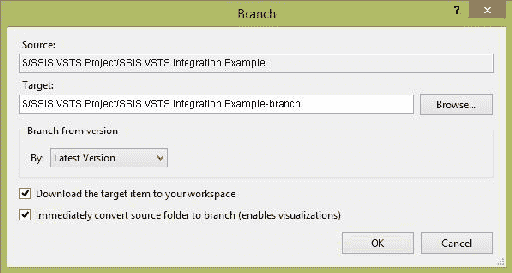 Branch
? x
Source:
$/SSIS VSTS Project/SSIS VSTS Integration Example
Target:
$/SSIS VSTS Project/SSIS VSTS Integration Example-branch
Browse...
Branch from version
By: Latest Version
Download the target item to your workspace
Immediately convert source folder to branch (enables visualizations)
OK Cancel